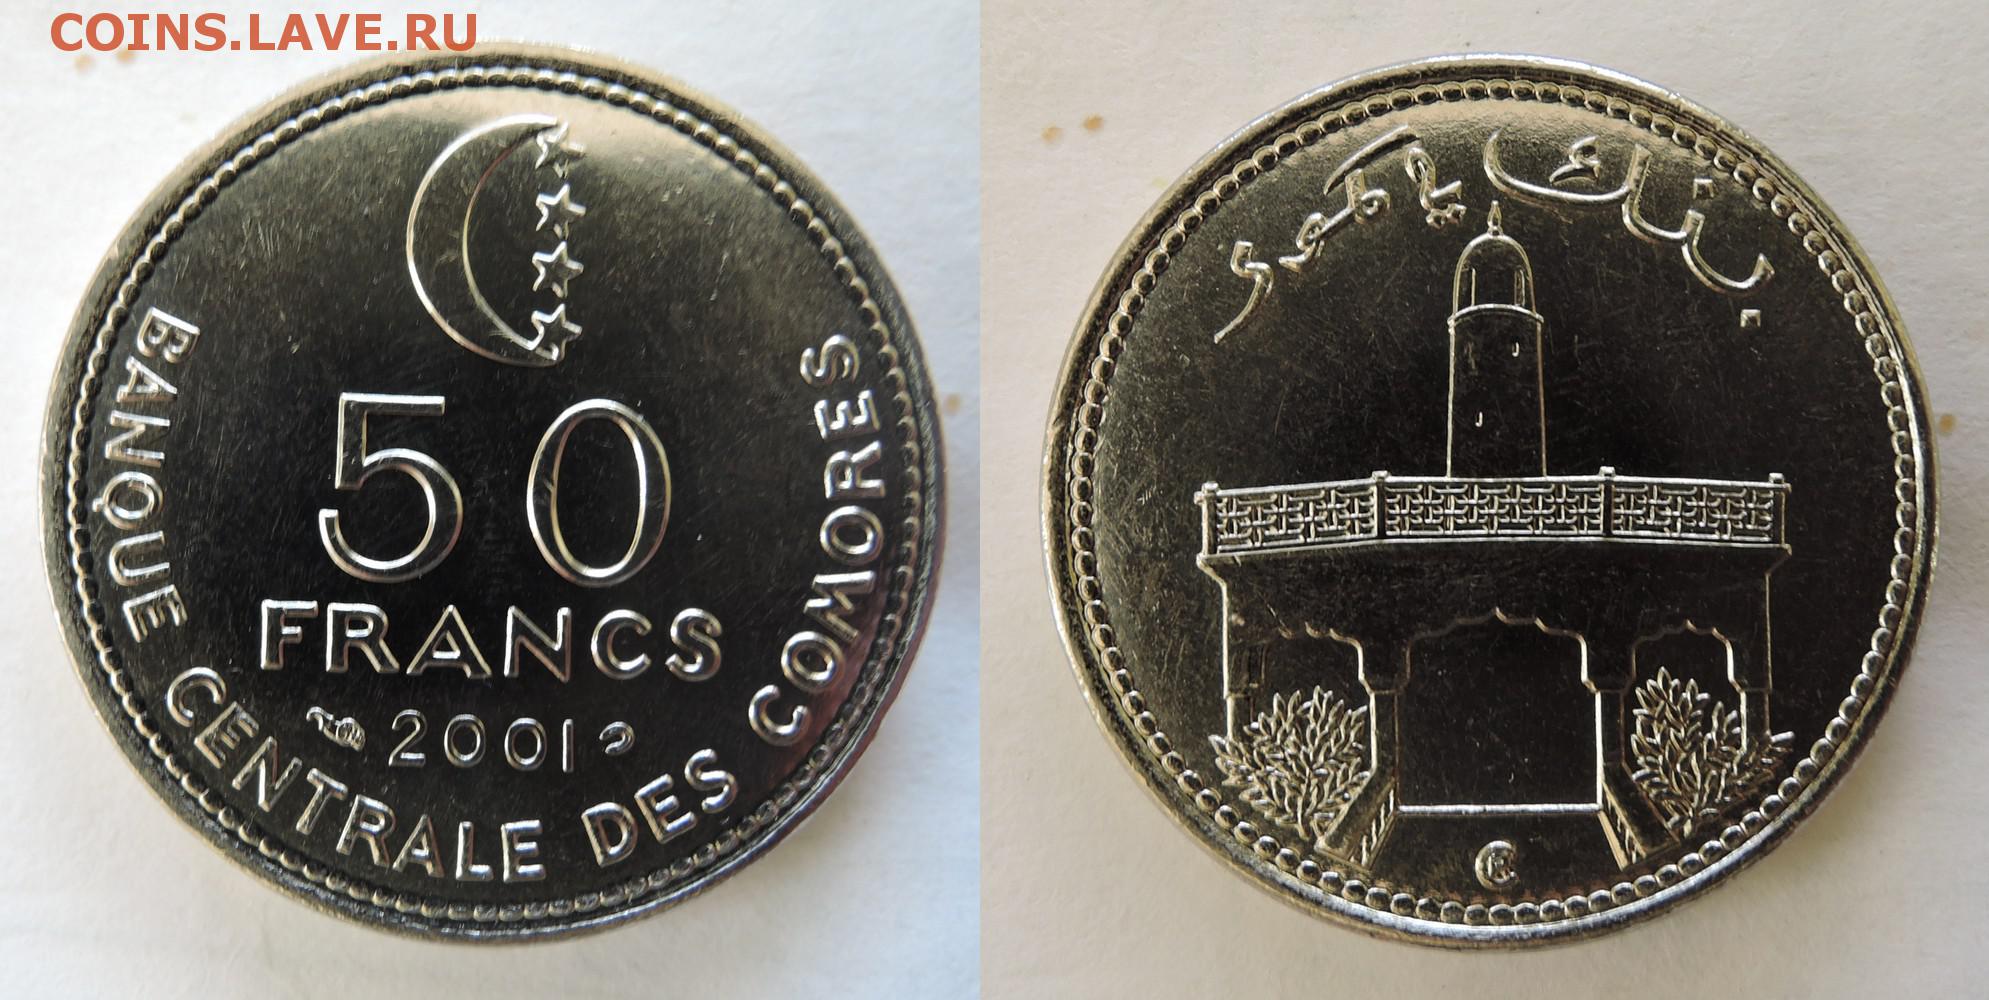 COINS.LAVE.RU
50
FRANCS
2001
BANQUE CENTRALE DES COMORES
بنك يا كموري